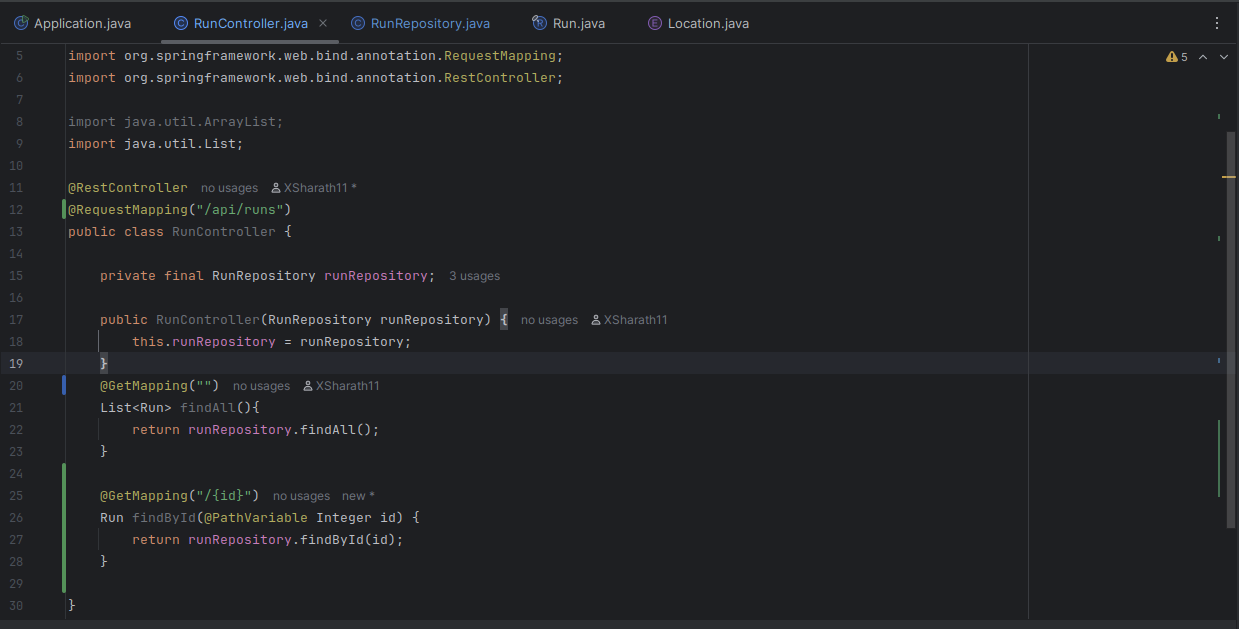 Application.java RunController.java RunRepository.java Run.java Location.java
5 import org.springframework.web.bind.annotation.RequestMapping; 5
6 import org.springframework.web.bind.annotation.RestController;
7
8 import java.util.ArrayList;
9 import java.util.List;
10
11 @RestController no usages XSharath11 *
12 @RequestMapping("/api/runs")
13 public class RunController {
14
15 private final RunRepository runRepository; 3 usages
16
17 public RunController(RunRepository runRepository) { no usages XSharath11
18 this.runRepository = runRepository;
19 }
20 @GetMapping("") no usages XSharath11
21 List<Run> findAll(){
22 return runRepository.findAll();
23 }
24
25 @GetMapping("/{id}") no usages new *
26 Run findById(@PathVariable Integer id) {
27 return runRepository.findById(id);
28 }
29
30 }